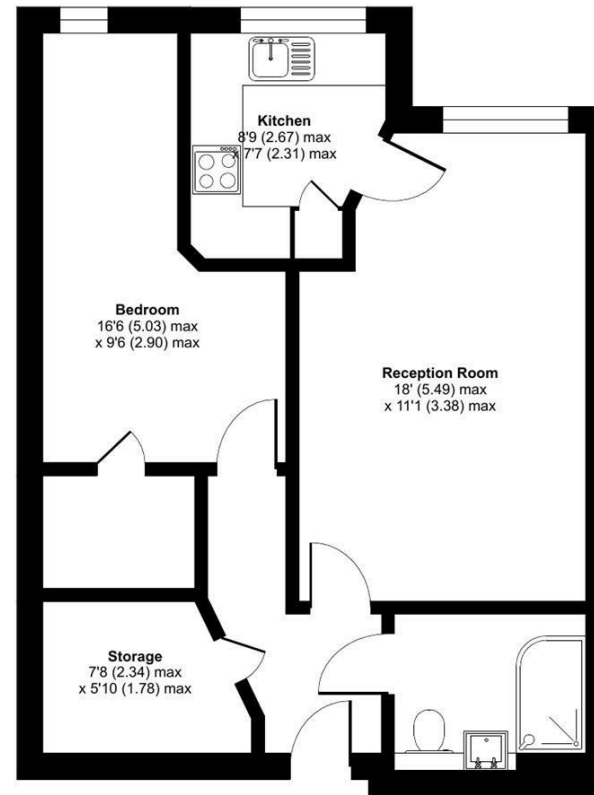 Kitchen
8'9 (2.67) max
x 7'7 (2.31) max
Bedroom
16'6 (5.03) max
x 9'6 (2.90) max
Reception Room
18' (5.49) max
x 11'1 (3.38) max
Storage
7'8 (2.34) max
x 5'10 (1.78) max